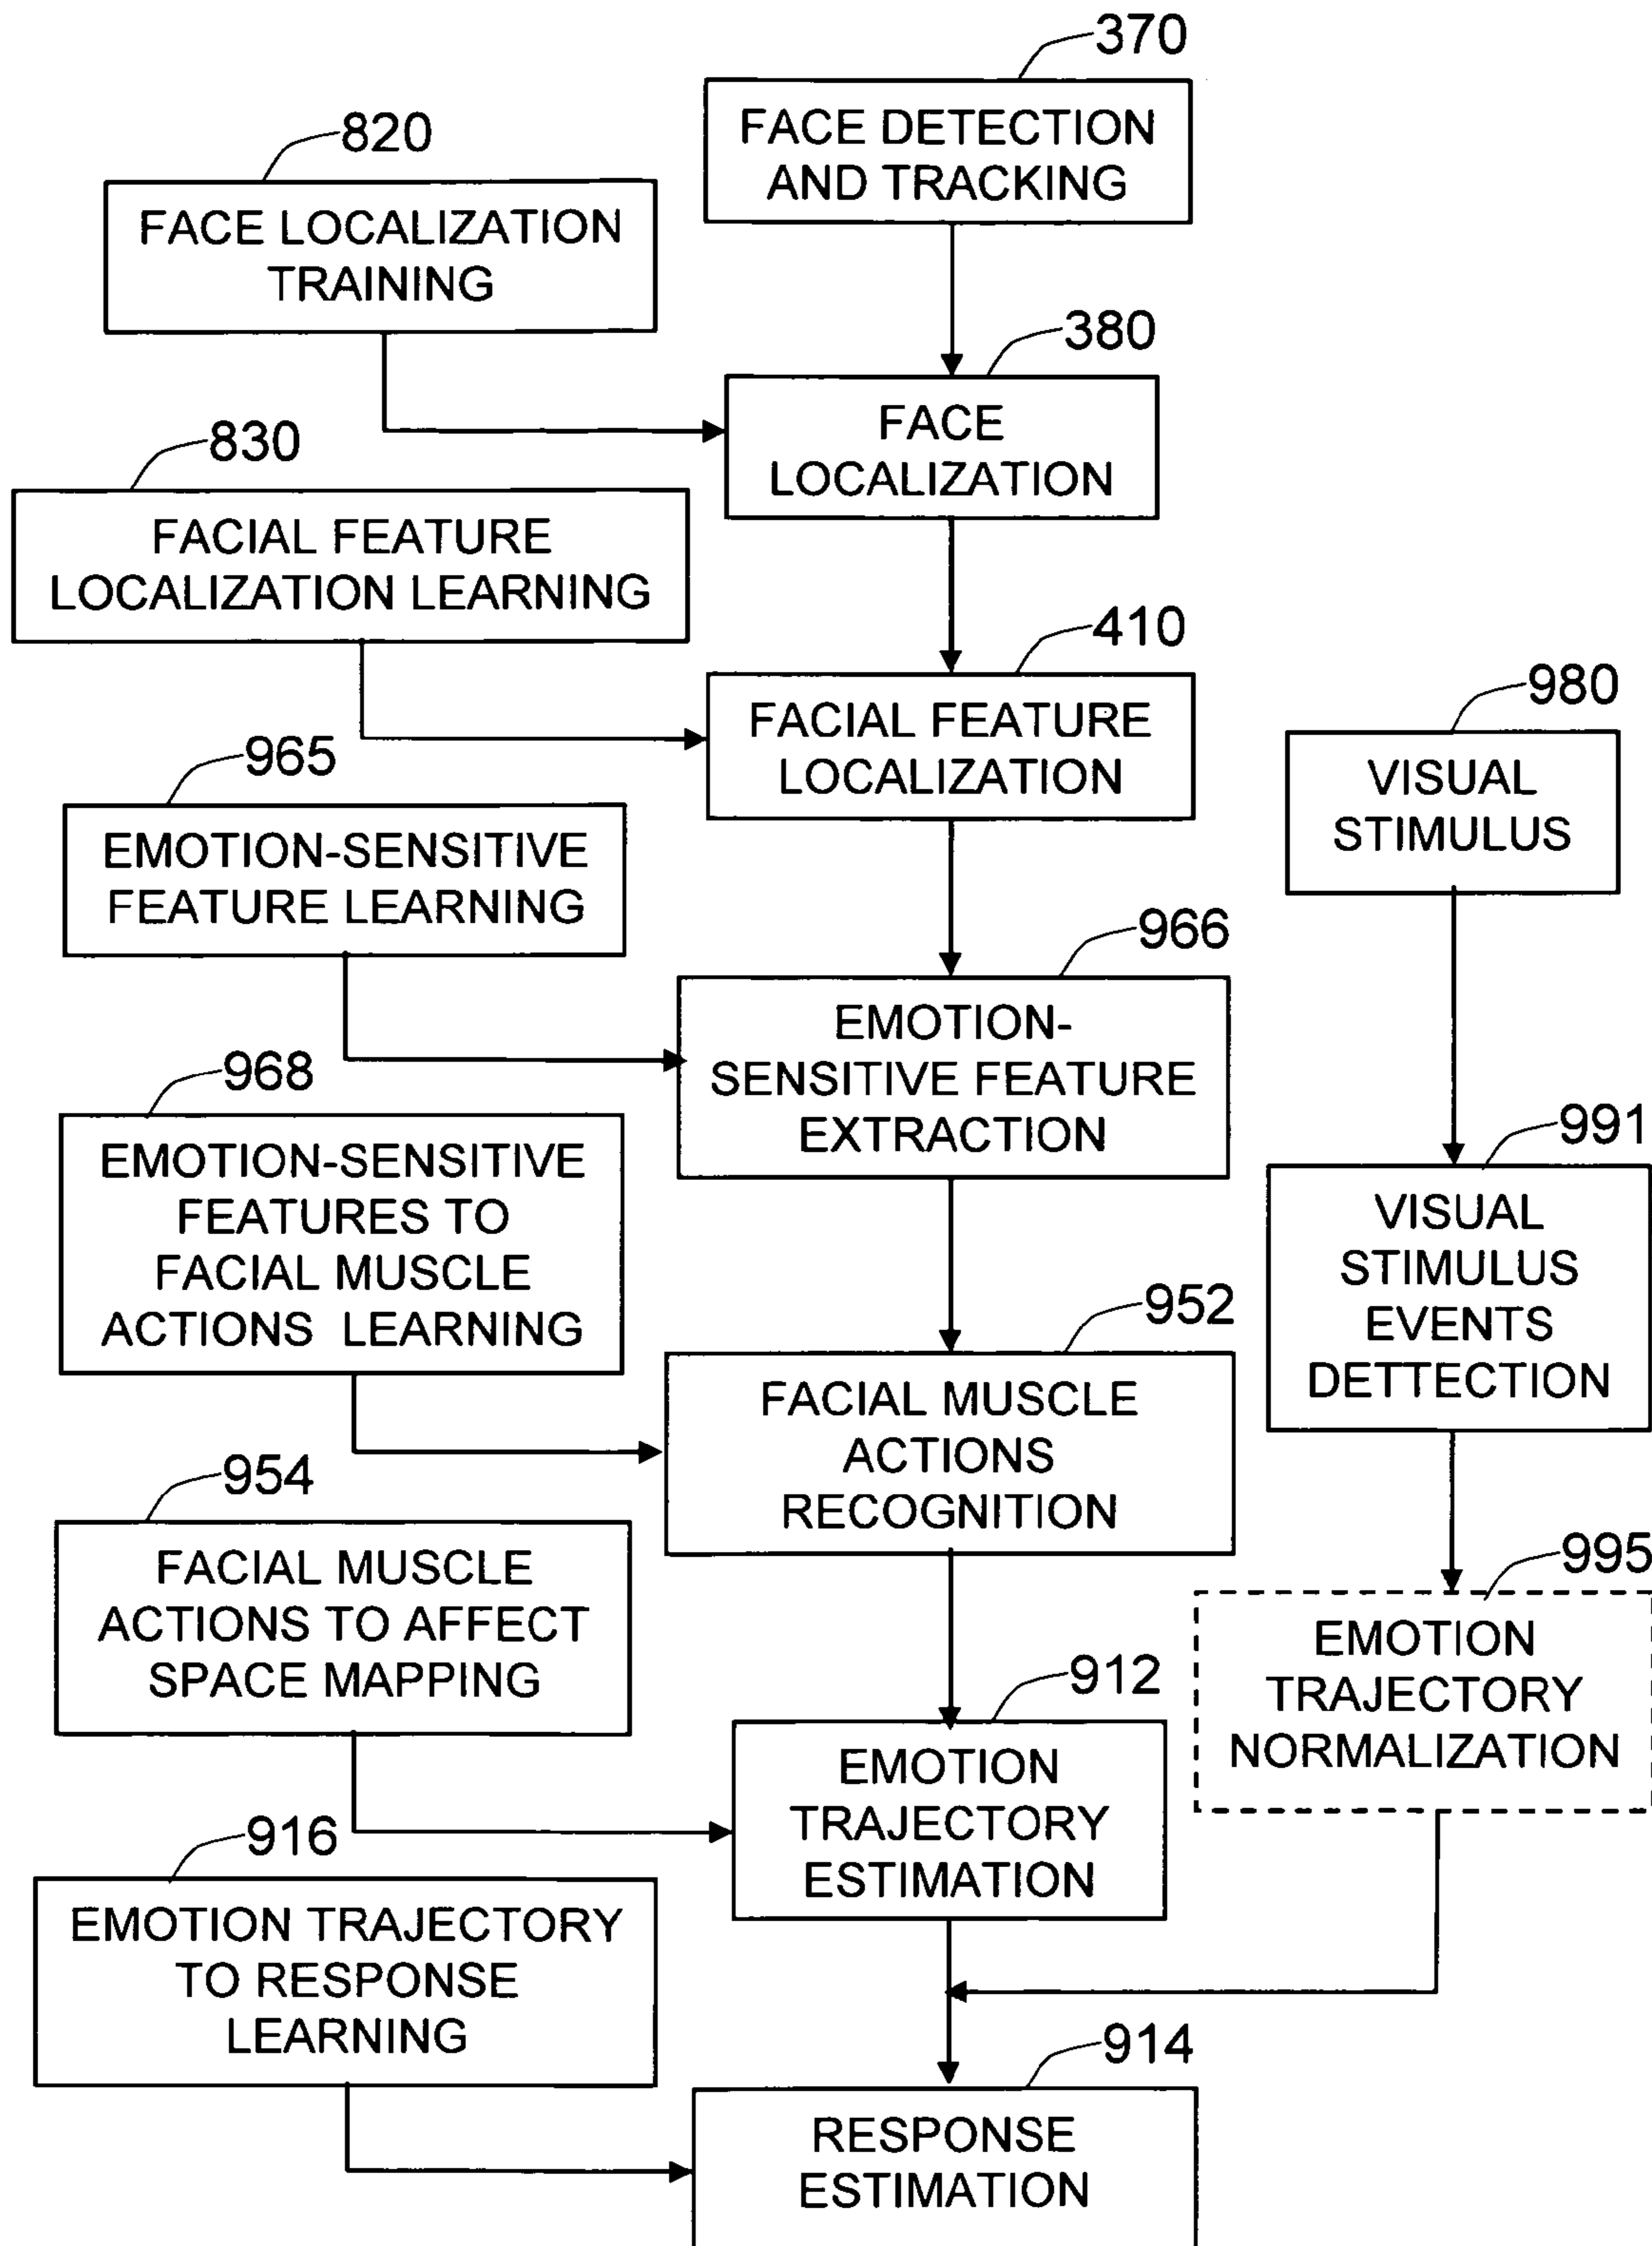 370
FACE DETECTION
AND TRACKING
820
FACE LOCALIZATION
TRAINING
380
FACE
LOCALIZATION
830
FACIAL FEATURE
LOCALIZATION LEARNING
410
FACIAL FEATURE
LOCALIZATION
980
VISUAL
STIMULUS
965
EMOTION-SENSITIVE
FEATURE LEARNING
966
EMOTION-
SENSITIVE FEATURE
EXTRACTION
968
EMOTION-SENSITIVE
FEATURES TO
FACIAL MUSCLE
ACTIONS LEARNING
991
VISUAL
STIMULUS
EVENTS
DETTECTION
952
FACIAL MUSCLE
ACTIONS
RECOGNITION
954
FACIAL MUSCLE
ACTIONS TO AFFECT
SPACE MAPPING
995
EMOTION
TRAJECTORY
NORMALIZATION
912
EMOTION
TRAJECTORY
ESTIMATION
916
EMOTION TRAJECTORY
TO RESPONSE
LEARNING
914
RESPONSE
ESTIMATION